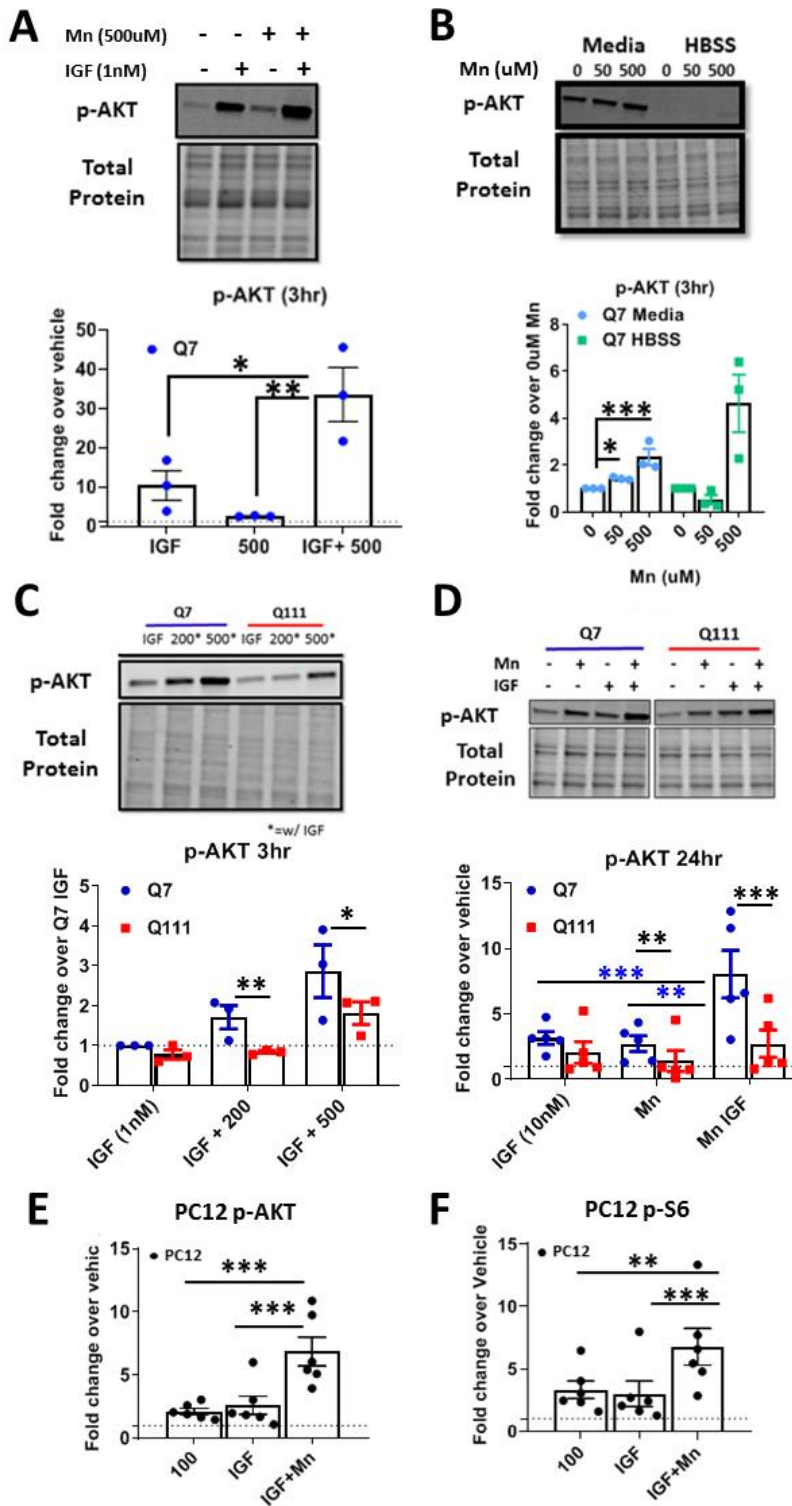 A
Mn (500uM) - - + +
IGF (1nM) - + - +
p-AKT
Total
Protein
p-AKT (3hr)
Fold change over vehicle
50
40
30
20
10
0
Q7
*
**
IGF 500 IGF+ 500
B
Media HBSS
Mn (uM) 0 50 500 0 50 500
p-AKT
Total
Protein
p-AKT (3hr)
Fold change over 0uM Mn
8
6
4
2
0
Q7 Media
Q7 HBSS
***
*
0 50 500 0 50 500
Mn (uM)
C
Q7 Q111
IGF 200* 500* IGF 200* 500*
p-AKT
Total
Protein
*=w/ IGF
p-AKT 3hr
Fold change over Q7 IGF
5
4
3
2
1
0
Q7
Q111
**
*
IGF (1nM) IGF + 200 IGF + 500
D
Q7 Q111
Mn - + - + - + - +
IGF - - + + - - + +
p-AKT
Total
Protein
p-AKT 24hr
Fold change over vehicle
15
10
5
0
Q7
Q111
***
**
***
**
IGF (10nM) Mn Mn IGF
E
PC12 p-AKT
Fold change over vehic
15
10
5
0
PC12
***
***
100 IGF IGF+Mn
F
PC12 p-S6
Fold change over Vehicle
15
10
5
0
PC12
**
***
100 IGF IGF+Mn